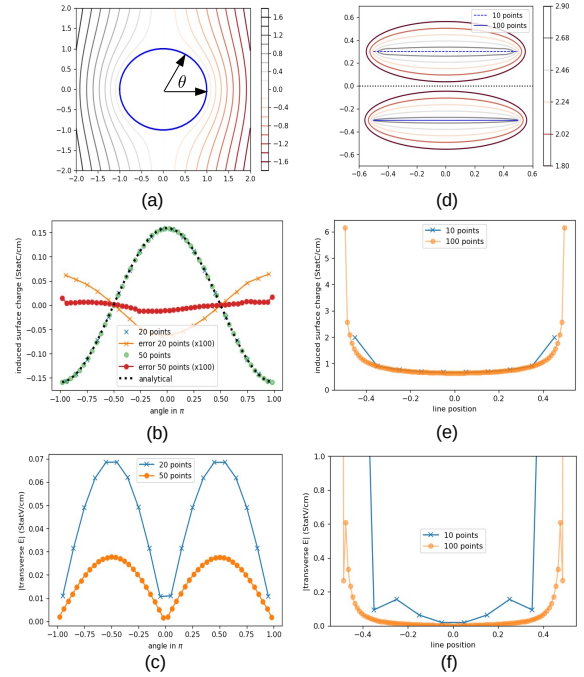 2.0
1.5
1.0
0.5
0.0
−0.5
−1.0
−1.5
−2.0
−2.0 −1.5 −1.0 −0.5 0.0 0.5 1.0 1.5 2.0
θ
1.6
1.2
0.8
0.4
0.0
−0.4
−0.8
−1.2
−1.6
(a)
0.6
0.4
0.2
0.0
−0.2
−0.4
−0.6
−0.6 −0.4 −0.2 0.0 0.2 0.4 0.6
10 points
100 points
2.90
2.68
2.46
2.24
2.02
1.80
(d)
induced surface charge (StatC/cm)
0.15
0.10
0.05
0.00
−0.05
−0.10
−0.15
20 points
error 20 points (x100)
50 points
error 50 points (x100)
analytical
−1.00 −0.75 −0.50 −0.25 0.00 0.25 0.50 0.75 1.00
angle in π
(b)
induced surface charge (StatC/cm)
6
5
4
3
2
1
0
10 points
100 points
−0.4 −0.2 0.0 0.2 0.4
line position
(e)
|transverse E| (StatV/cm)
0.07
0.06
0.05
0.04
0.03
0.02
0.01
0.00
20 points
50 points
−1.00 −0.75 −0.50 −0.25 0.00 0.25 0.50 0.75 1.00
angle in π
(c)
|transverse E| (StatV/cm)
1.0
0.8
0.6
0.4
0.2
0.0
10 points
100 points
−0.4 −0.2 0.0 0.2 0.4
line position
(f)